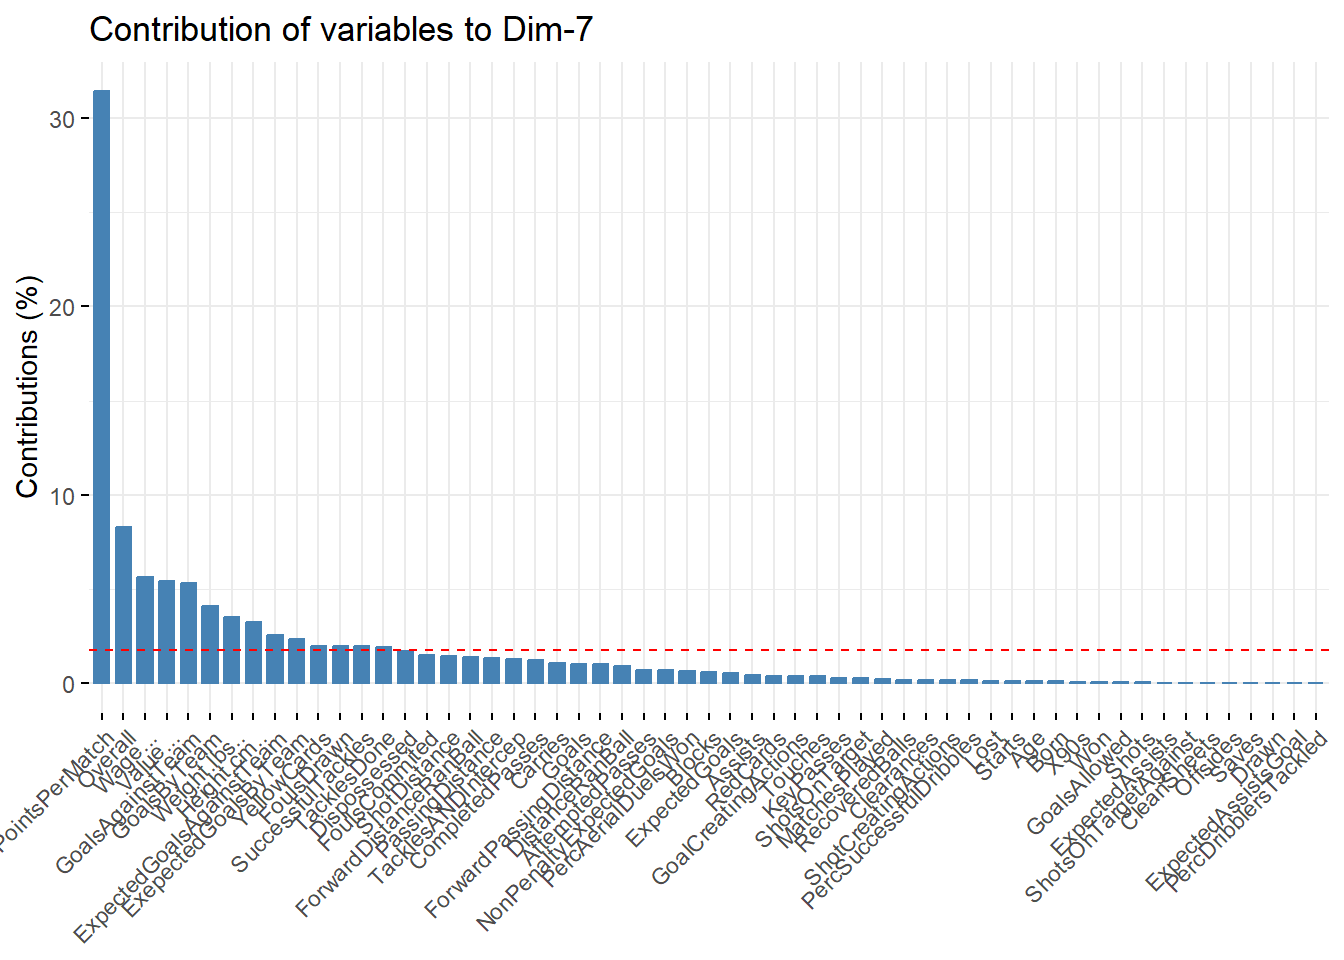 Contribution of variables to Dim-7
Contributions (%)
30
20
10
0
PointsPerMatch
Overall
Wage...
Value...
GoalsAgainstTeam
GoalsByTeam
Weight.lbs..
Height.cm..
ExpectedGoalsAgainstTeam
ExepectedGoalsByTeam
YellowCards
FoulsDrawn
SuccessfulTackles
TacklesDone
Dispossessed
FoulsCommited
ShotDistance
ForwardDistanceRanBall
PassingDistance
TacklesANDIntercep
CompletedPasses
Carries
Goals
ForwardPassingDistance
DistanceRanBall
AttemptedPasses
NonPenaltyExpectedGoals
PercAerialDuelsWon
Blocks
ExpectedGoals
Assists
RedCards
GoalCreatingActions
Touches
KeyPasses
ShotsOnTarget
MatchesPlayed
RecoveredBalls
Clearances
ShotCreatingActions
PercSuccessfulDribbles
Lost
Starts
Age
Born
X90s
Won
GoalsAllowed
Shots
ExpectedAssists
ShotsOnTargetAgainst
CleanSheets
Offsides
Saves
Drawn
ExpectedAssistsGoal
PercDribblersTackled